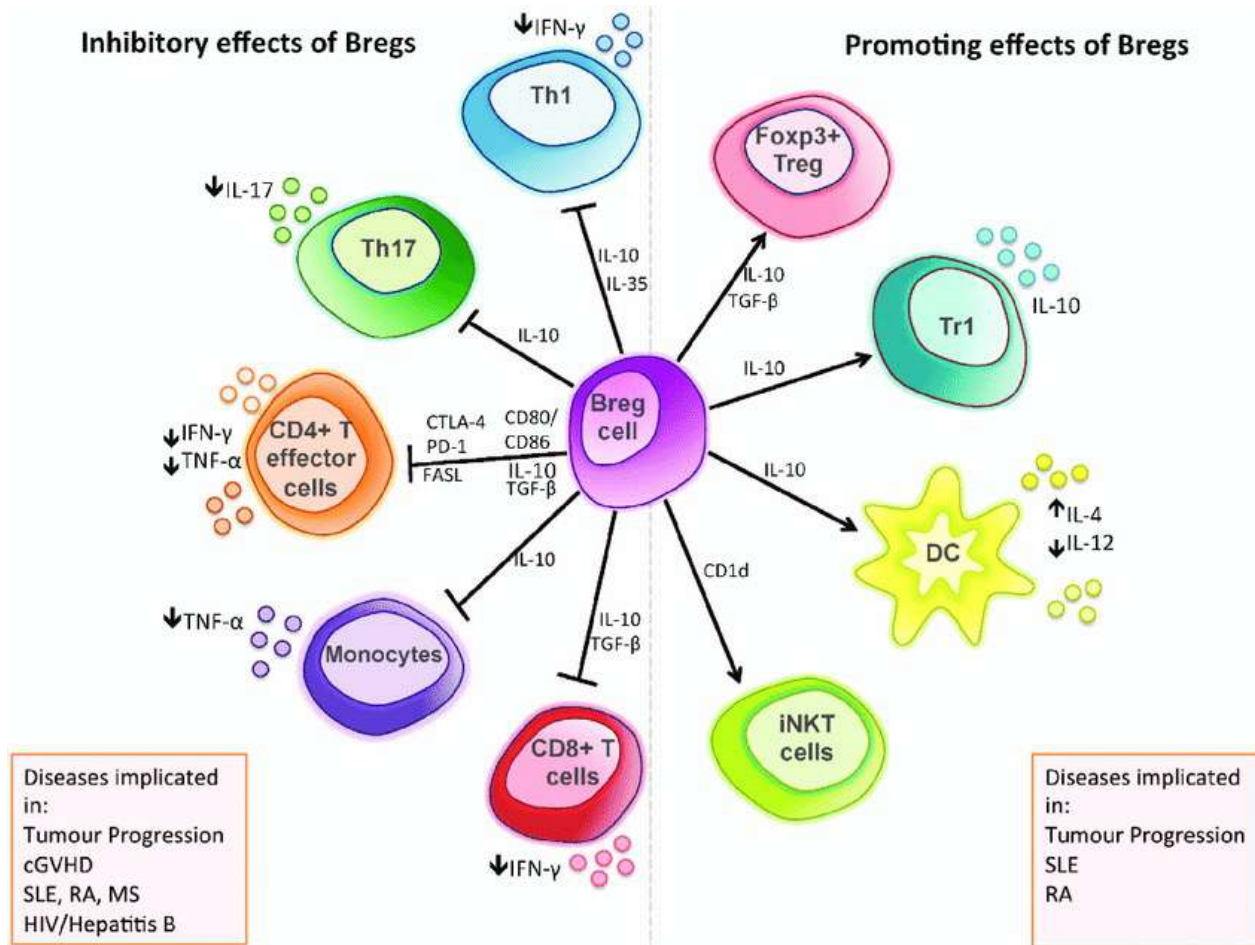 Inhibitory effects of Bregs
Promoting effects of Bregs
↓IFN-γ
Th1
IL-10
IL-35
↓IL-17
Th17
IL-10
↓IFN-γ
↓TNF-α
CD4+ T
effector
cells
CTLA-4
PD-1
FASL
CD80/
CD86
IL-10
TGF-β
↓TNF-α
Monocytes
IL-10
CD8+ T
cells
↓IFN-γ
IL-10
TGF-β
Breg
cell
Foxp3+
Treg
IL-10
TGF-β
Tr1
IL-10
IL-10
DC
IL-10
↑IL-4
↓IL-12
iNKT
cells
CD1d
Diseases implicated
in:
Tumour Progression
cGVHD
SLE, RA, MS
HIV/Hepatitis B
Diseases implicated
in:
Tumour Progression
SLE
RA